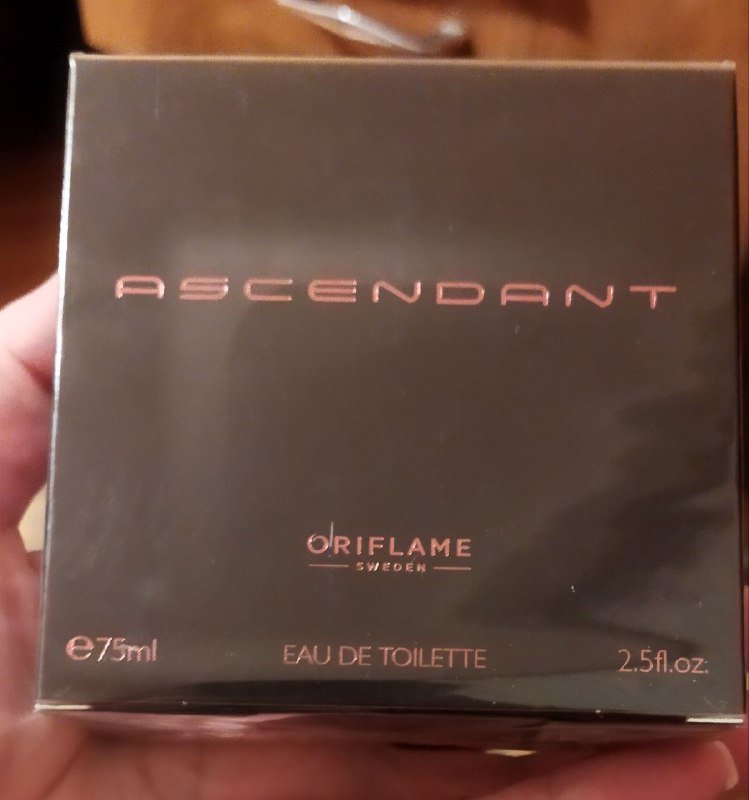 ASCENDANT
ORIFLAME
SWEDEN
℮75ml EAU DE TOILETTE 2.5fl.oz.